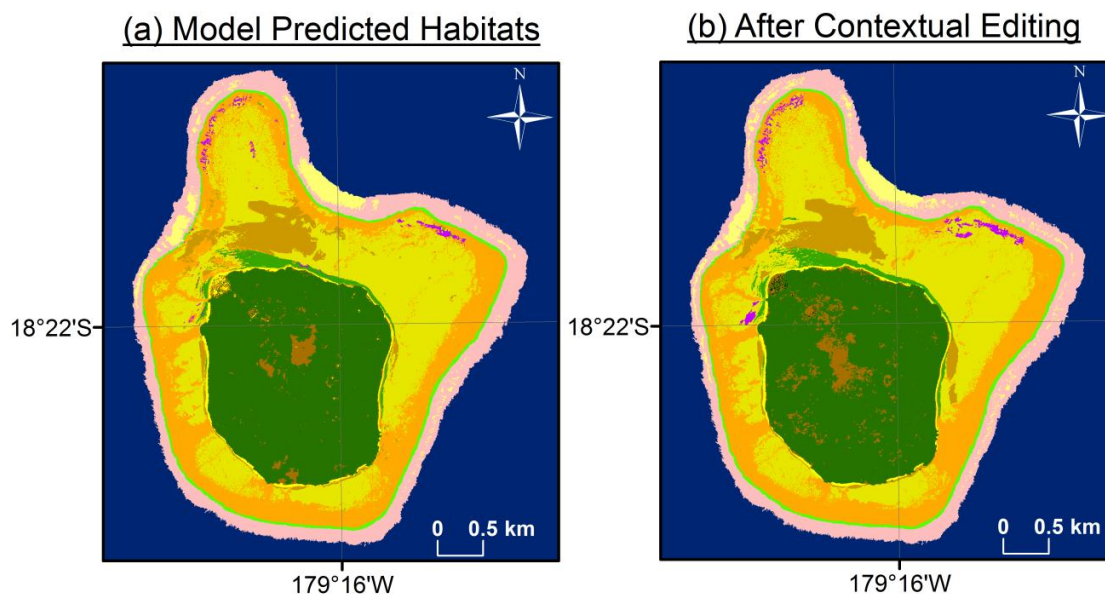 (a) Model Predicted Habitats
(b) After Contextual Editing
N
N
18°22'S
18°22'S
0 0.5 km
0 0.5 km
179°16'W
179°16'W